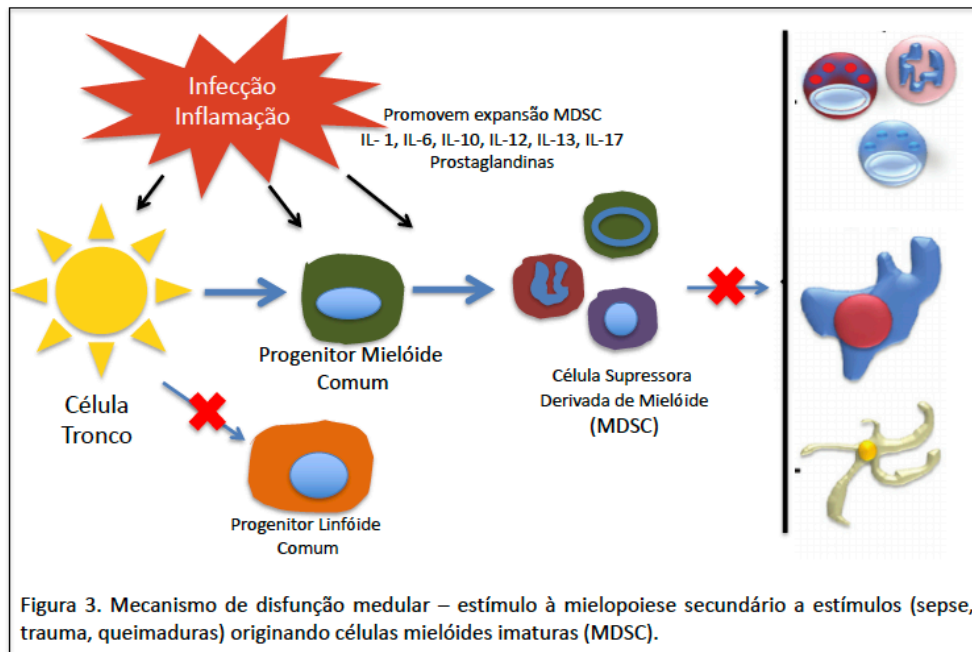 Infecção
Inflamação
Promovem expansão MDSC
IL- 1, IL-6, IL-10, IL-12, IL-13, IL-17
Prostaglandinas
Célula
Tronco
Progenitor Mielóide
Comum
Progenitor Linfóide
Comum
Célula Supressora
Derivada de Mielóide
(MDSC)
Figura 3. Mecanismo de disfunção medular – estímulo à mielopoiese secundário a estímulos (sepse,
trauma, queimaduras) originando células mielóides imaturas (MDSC).